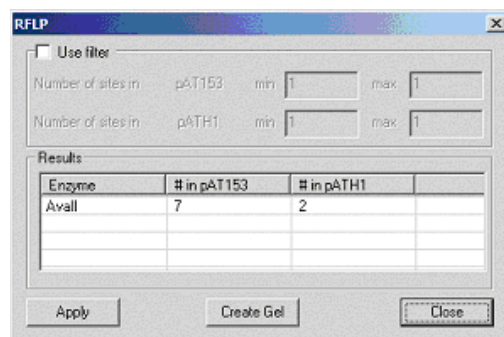 RFLP
Use filter
Number of sites in pAT153 min 1 max 1
Number of sites in pATH1 min 1 max 1
Results
Enzyme # in pAT153 # in pATH1
AvaII 7 2
Apply Create Gel Close